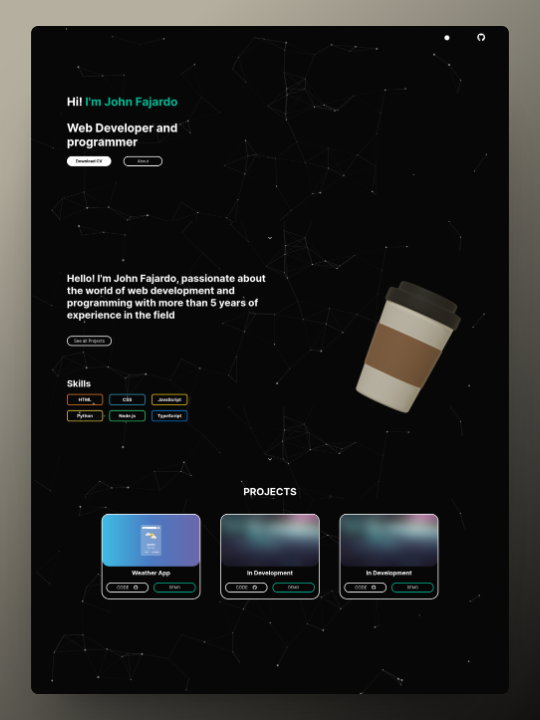 Hi! I'm John Fajardo
Web Developer and
programmer
Download CV
About
Hello! I'm John Fajardo, passionate about
the world of web development and
programming with more than 5 years of
experience in the field
See all Projects
Skills
HTML CSS JavaScript
Python Node.js TypeScript
PROJECTS
Weather App
CODE DEMO
In Development
CODE DEMO
In Development
CODE DEMO